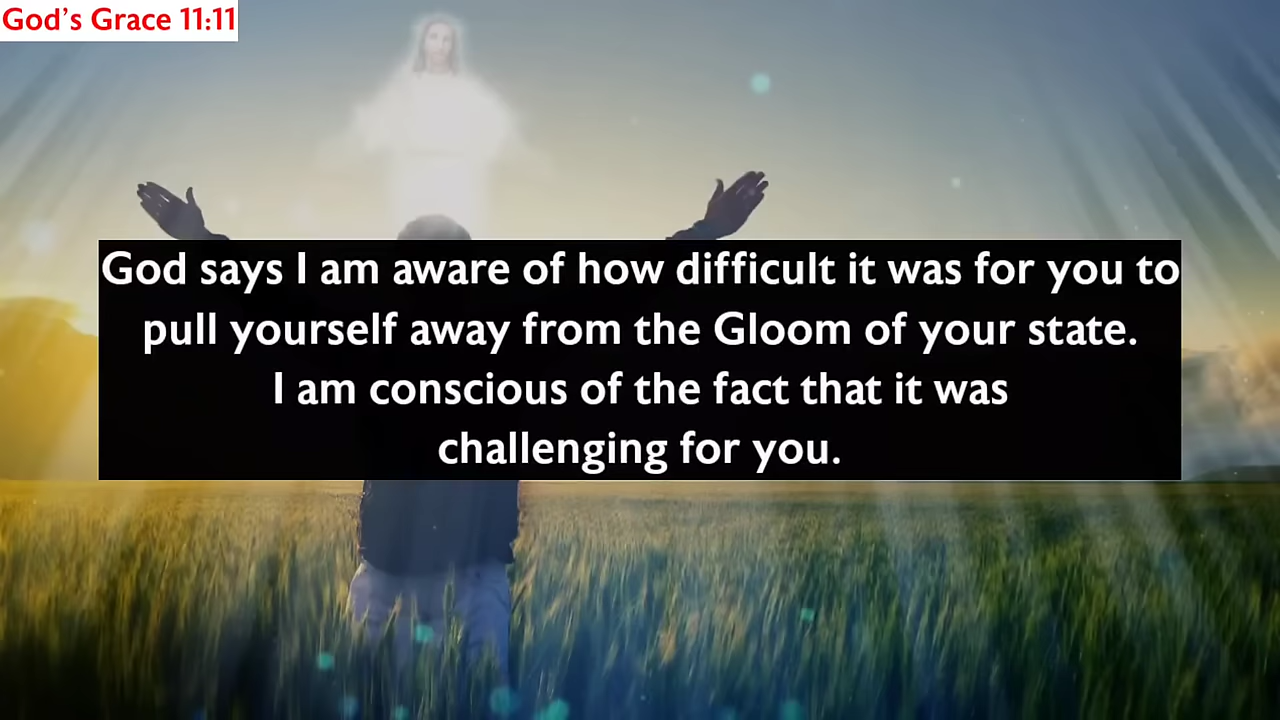 God's Grace 11:11
God says I am aware of how difficult it was for you to
pull yourself away from the Gloom of your state.
I am conscious of the fact that it was
challenging for you.